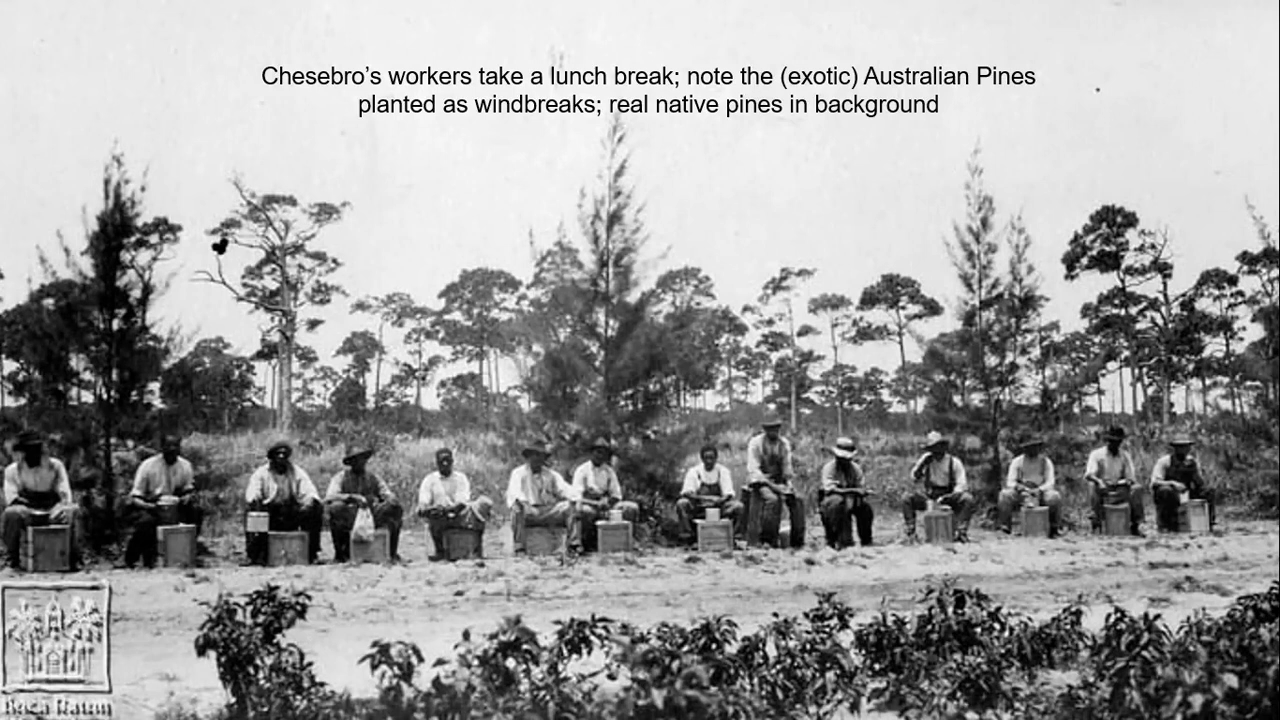 Chesebro’s workers take a lunch break; note the (exotic) Australian Pines
planted as windbreaks; real native pines in background
Boca Raton